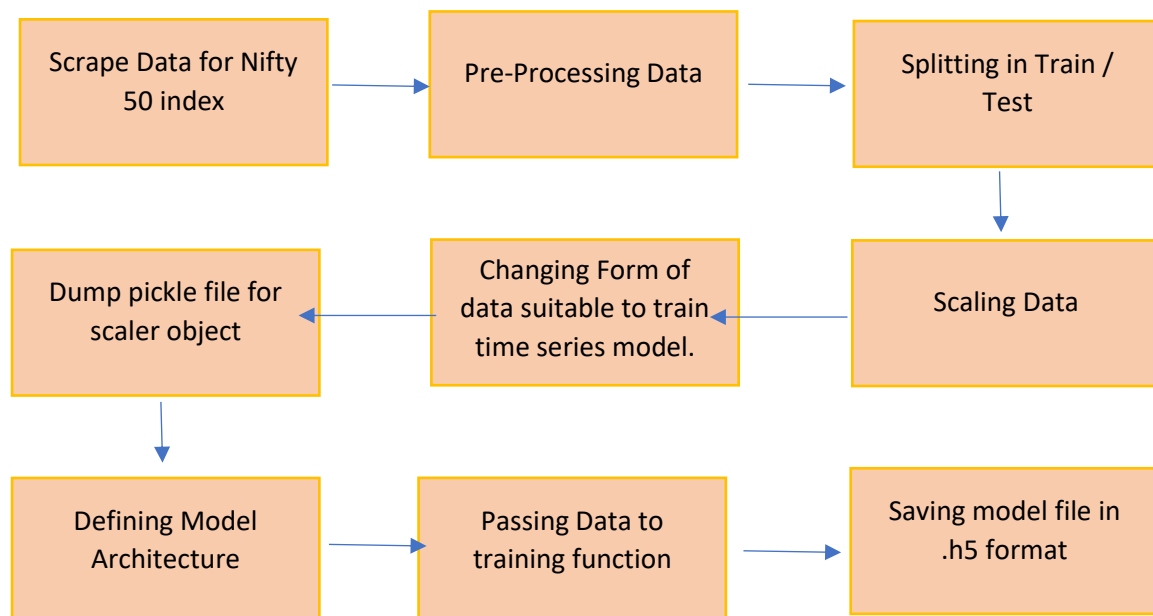 Scrape Data for Nifty
50 index
Pre-Processing Data
Splitting in Train /
Test
Scaling Data
Changing Form of
data suitable to train
time series model.
Dump pickle file for
scaler object
Defining Model
Architecture
Passing Data to
training function
Saving model file in
.h5 format